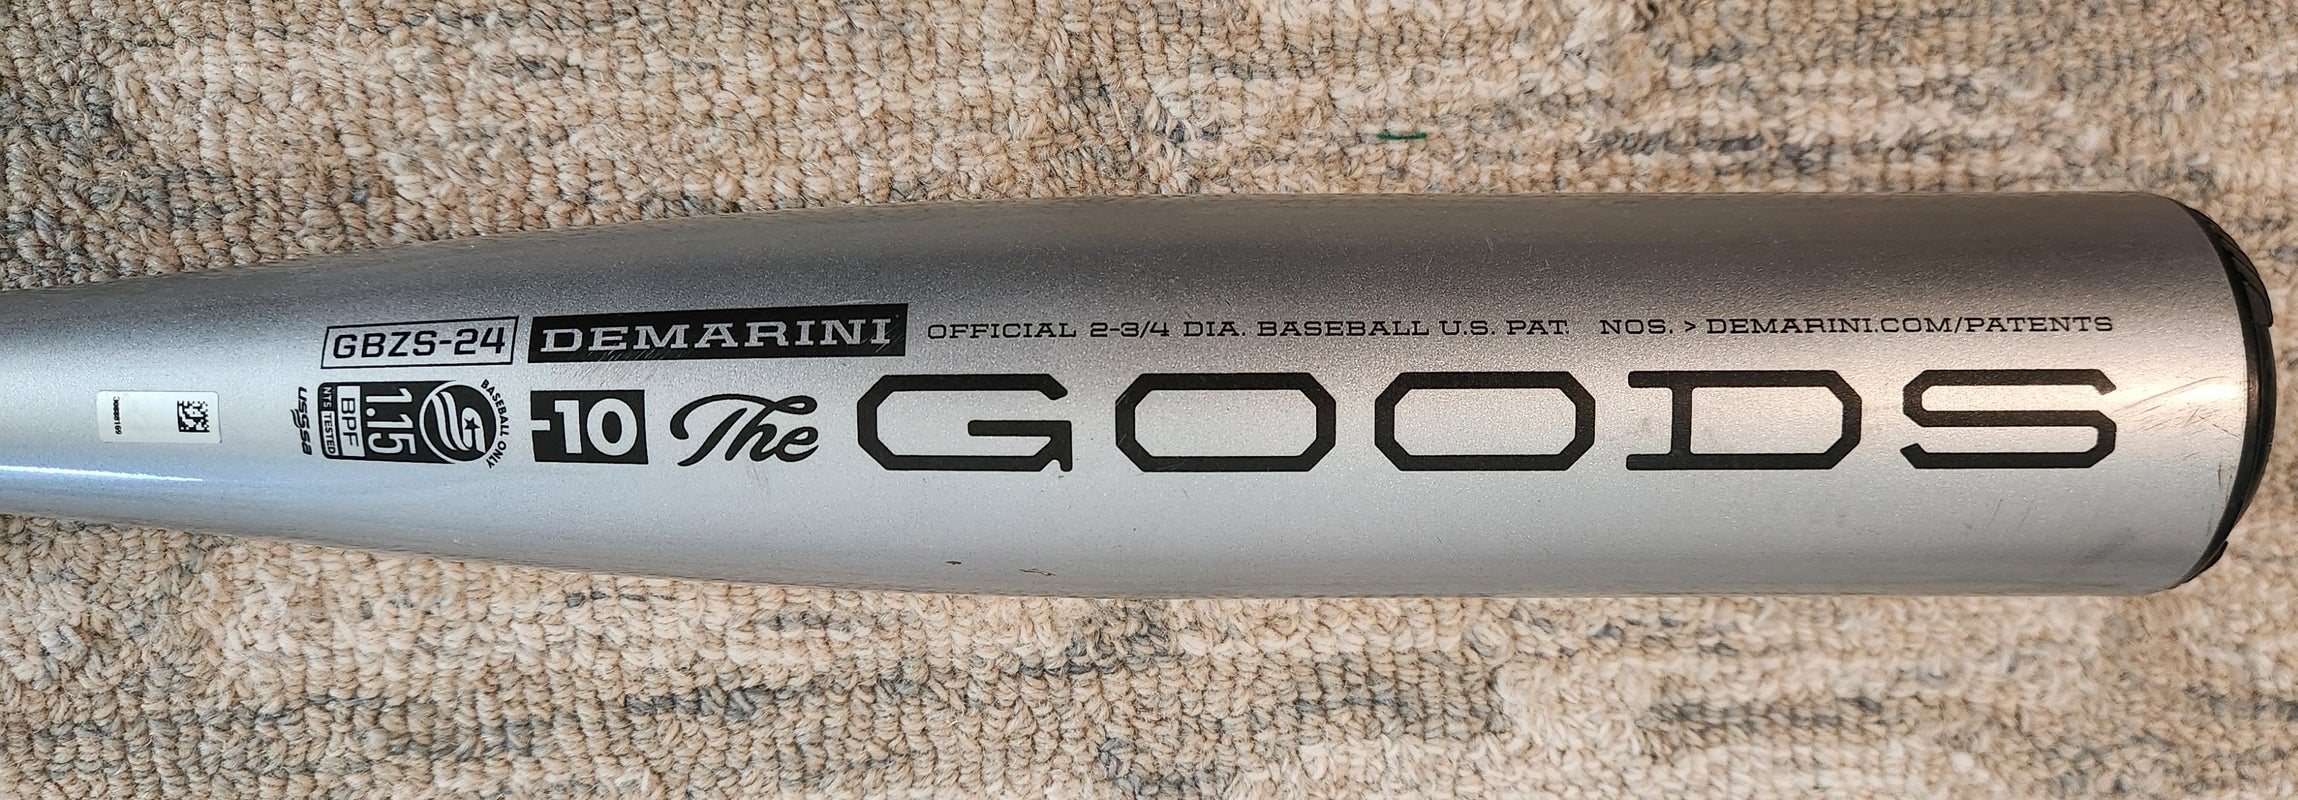 GBZS-24 DEMARINI OFFICIAL 2-3/4 DIA. BASEBALL U.S. PAT. NOS. > DEMARINI.COM/PATENTS
USSSA
NTS TESTED
BPF
1.15
BASEBALL ONLY
-10 The GOODS